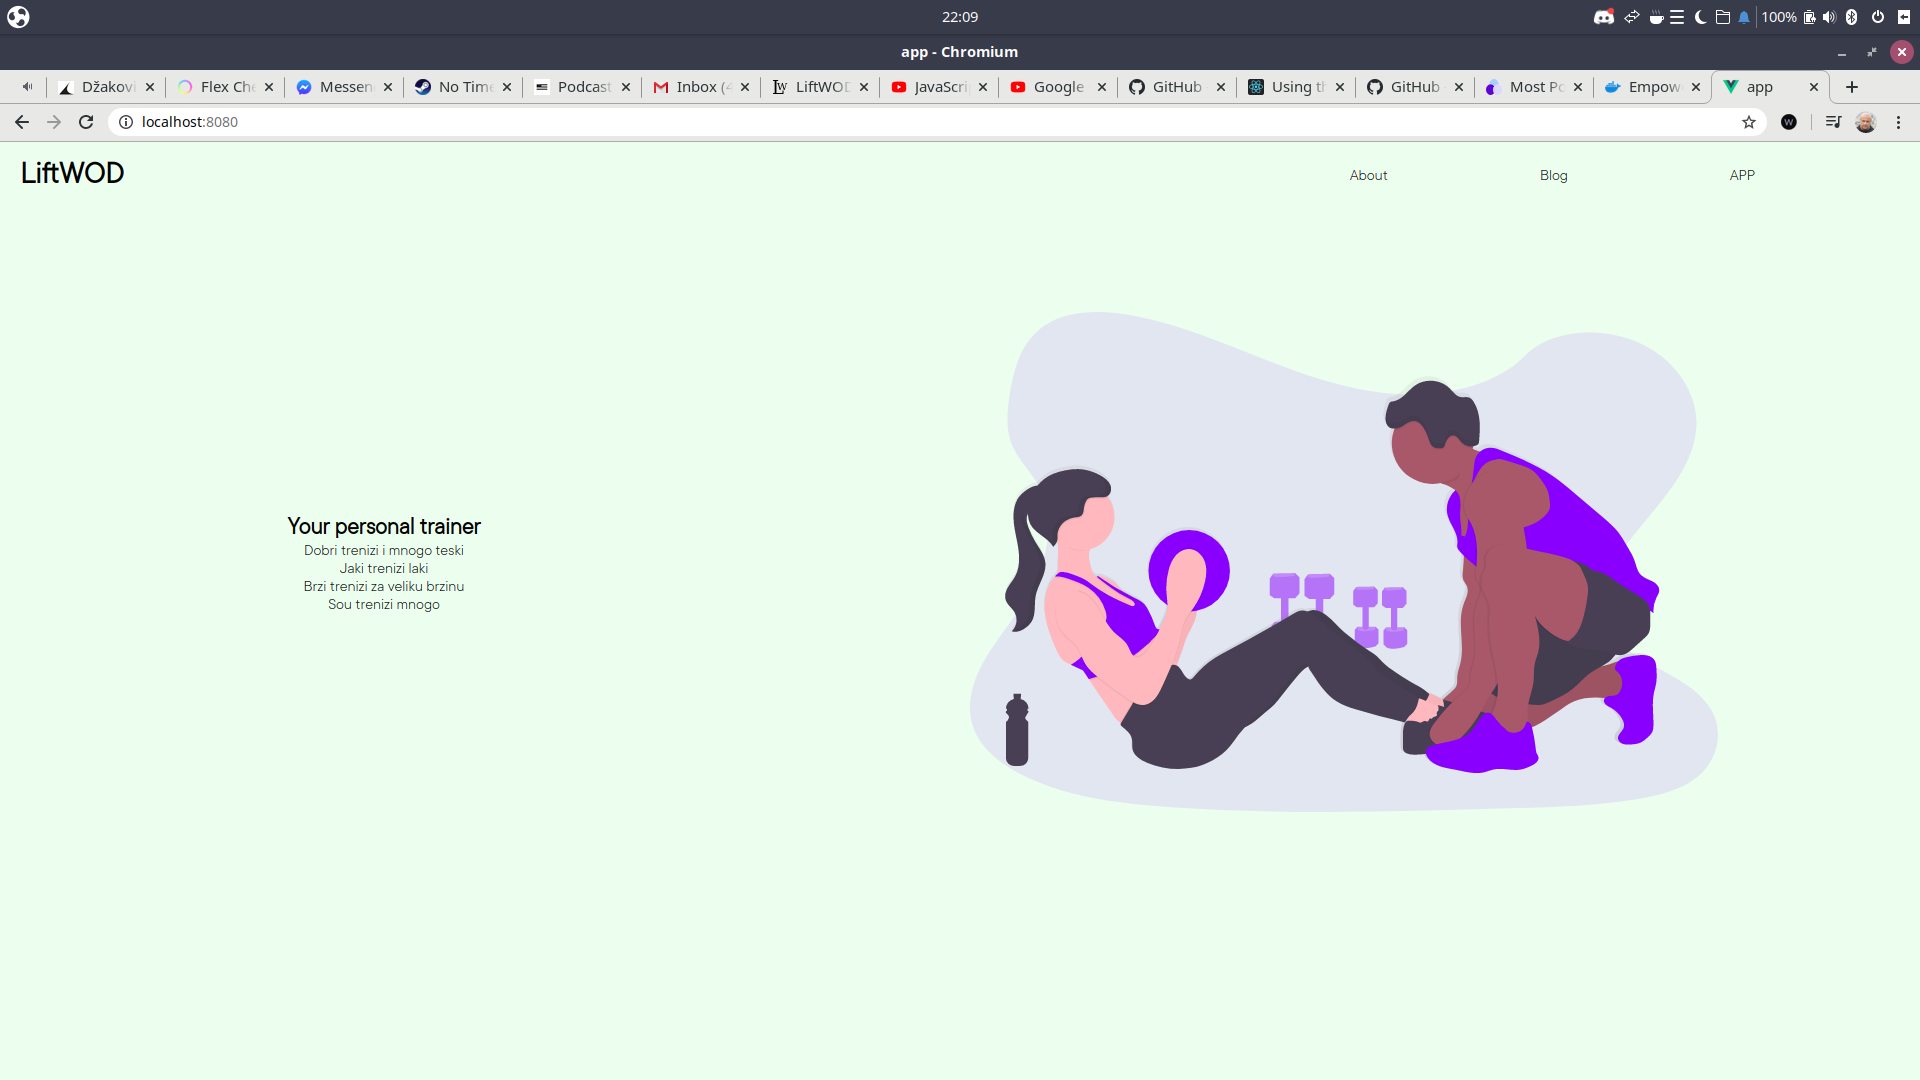 22:09
100%
app - Chromium
Džakovi
Flex Che
Messen
No Time
Podcast
Inbox (4
LiftWOD
JavaScri
Google
GitHub
Using th
GitHub
Most Po
Empow
app
localhost:8080
W
LiftWOD
About
Blog
APP
Your personal trainer
Dobri trenizi i mnogo teski
Jaki trenizi laki
Brzi trenizi za veliku brzinu
Sou trenizi mnogo